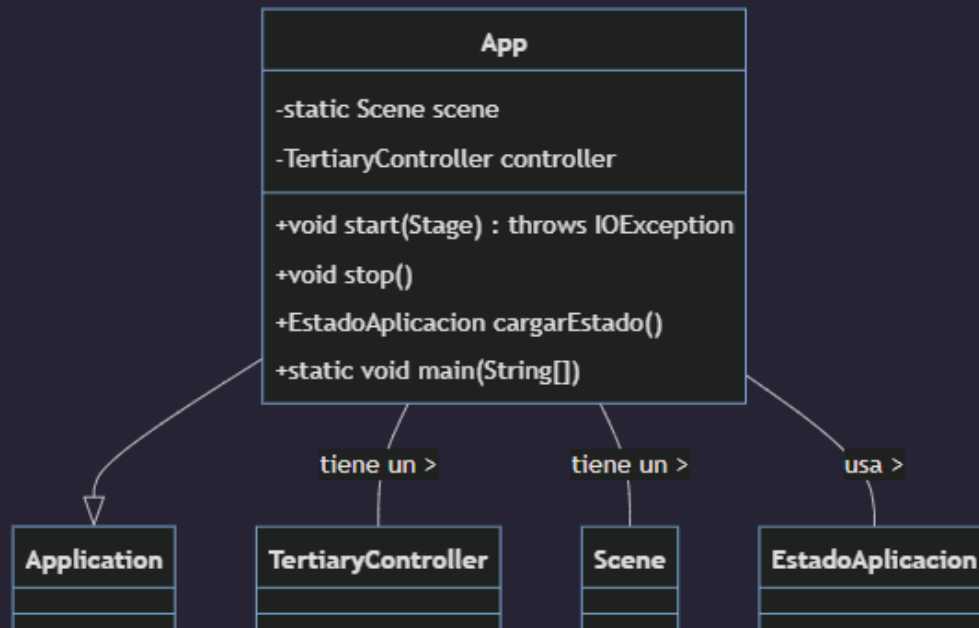 App
-static Scene scene
-TertiaryController controller
+void start(Stage) : throws IOException
+void stop()
+EstadoAplicacion cargarEstado()
+static void main(String[])
tiene un >
tiene un >
usa >
Application
TertiaryController
Scene
EstadoAplicacion